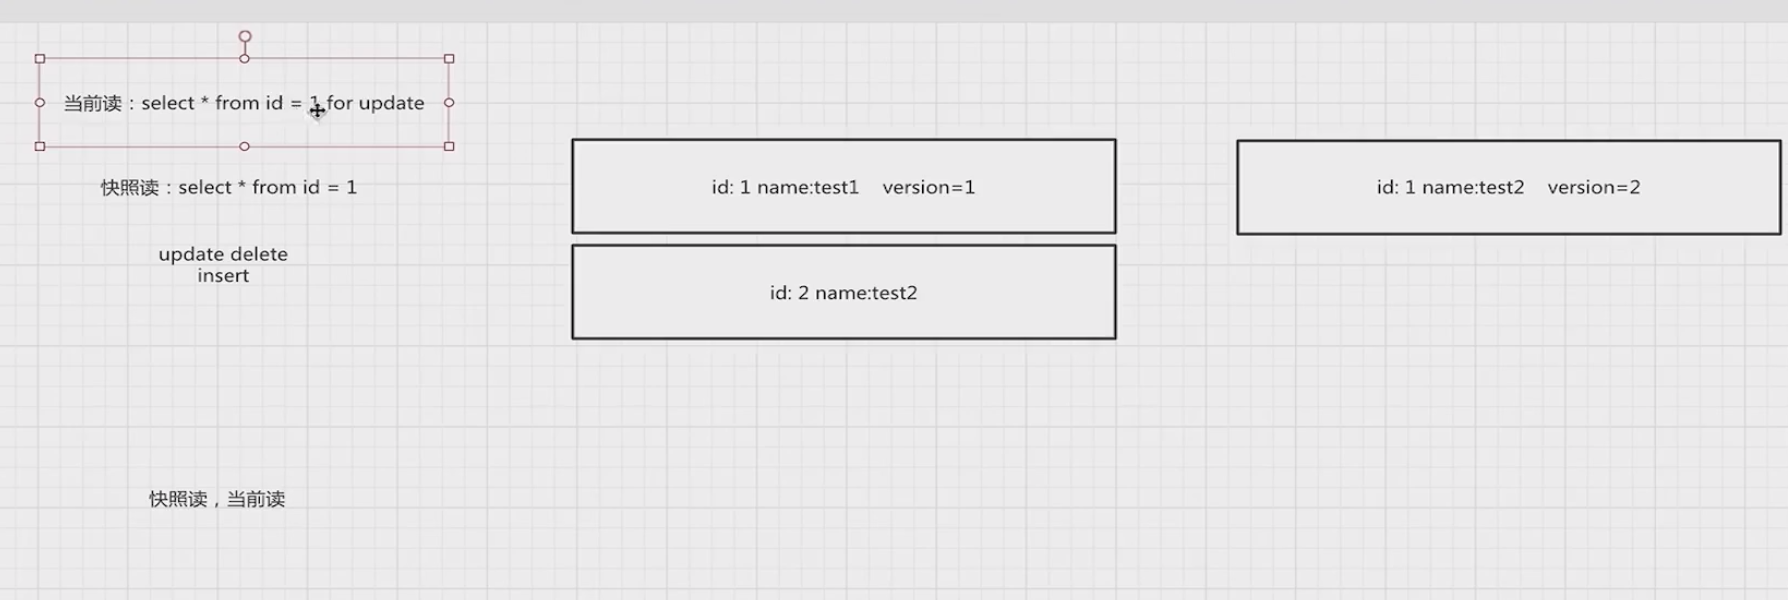 当前读：select * from id = 1 for update
快照读：select * from id = 1
id: 1 name:test1 version=1
id: 1 name:test2 version=2
update delete
insert
id: 2 name:test2
快照读，当前读